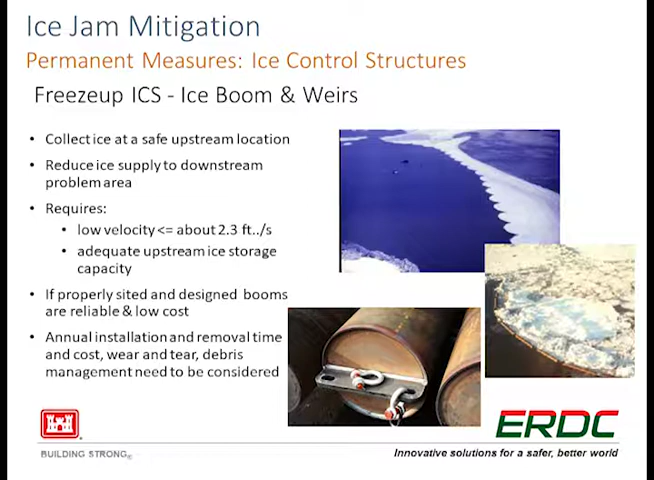 Ice Jam Mitigation
Permanent Measures: Ice Control Structures
Freezeup ICS - Ice Boom & Weirs
• Collect ice at a safe upstream location
• Reduce ice supply to downstream
problem area
• Requires:
• low velocity <= about 2.3 ft../s
• adequate upstream ice storage
capacity
• If properly sited and designed booms
are reliable & low cost
• Annual installation and removal time
and cost, wear and tear, debris
management need to be considered
ERDC
BUILDING STRONG®
Innovative solutions for a safer, better world